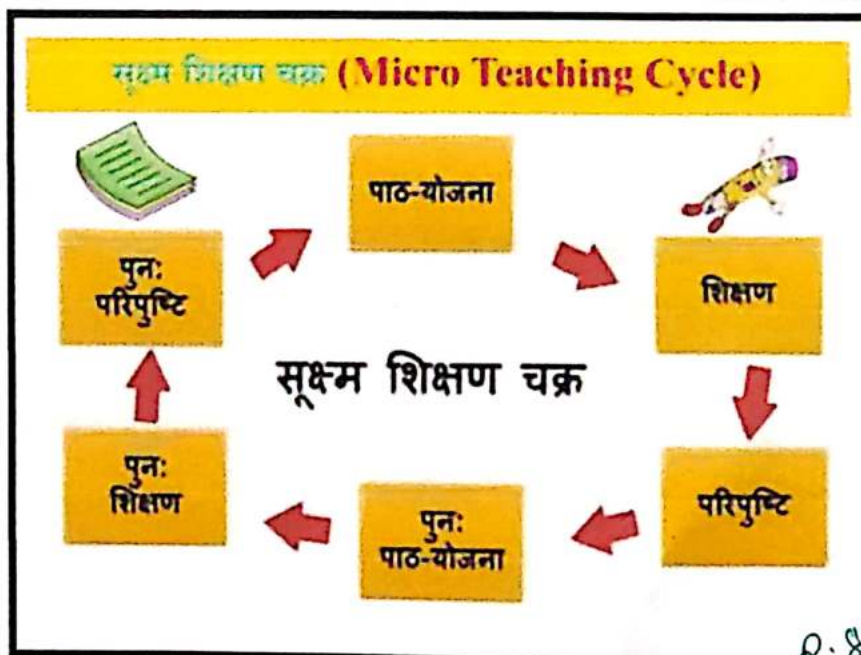 सूक्ष्म शिक्षण चक्र (Micro Teaching Cycle)
पाठ-योजना
शिक्षण
परिपुष्टि
पुनः
पाठ-योजना
पुनः
शिक्षण
पुनः
परिपुष्टि
सूक्ष्म शिक्षण चक्र